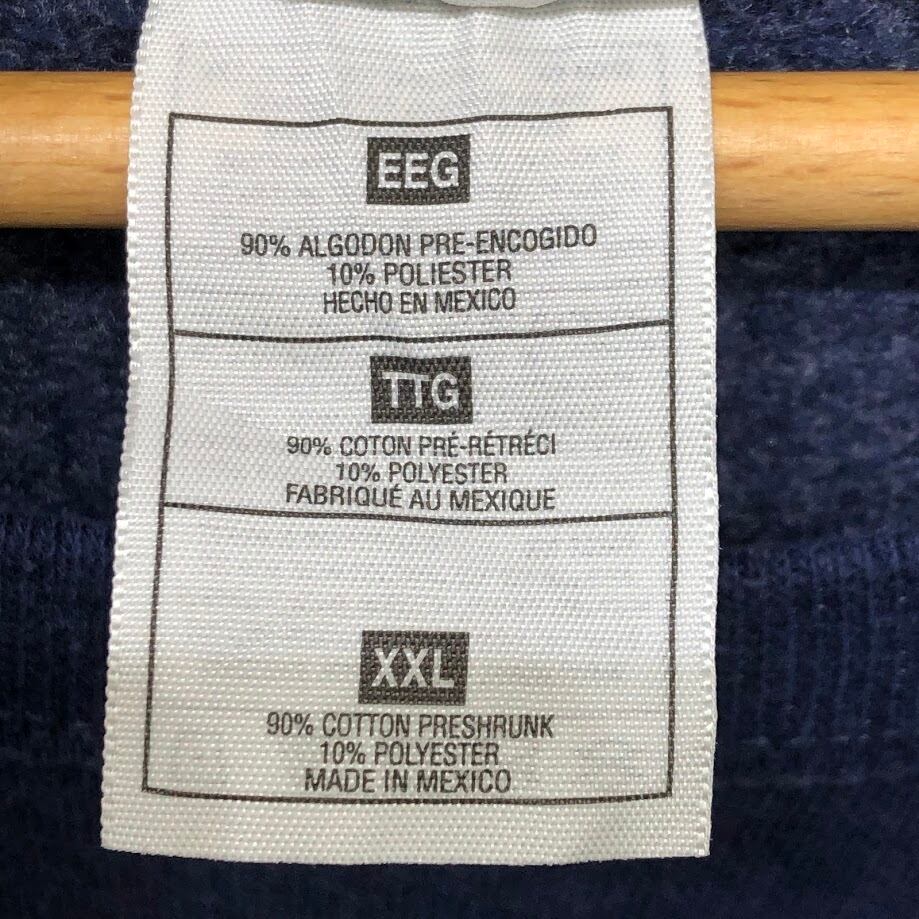 EEG
90% ALGODON PRE-ENCOGIDO
10% POLIESTER
HECHO EN MEXICO
TTG
90% COTON PRÉ-RÉTRÉCI
10% POLYESTER
FABRIQUÉ AU MEXIQUE
XXL
90% COTTON PRESHRUNK
10% POLYESTER
MADE IN MEXICO